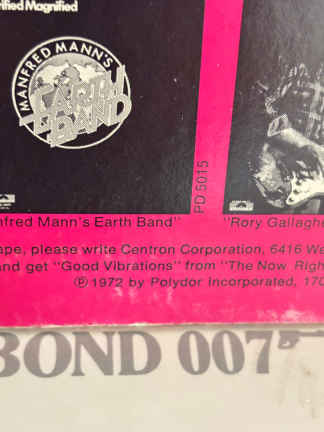 rified Magnified
MANFRED MANN'S
EARTH BAND
PD 5015
nfred Mann's Earth Band"
"Rory Gallaghe
ape, please write Centron Corporation, 6416 We
and get "Good Vibrations" from "The Now Righ
℗ 1972 by Polydor Incorporated, 170
BOND 007